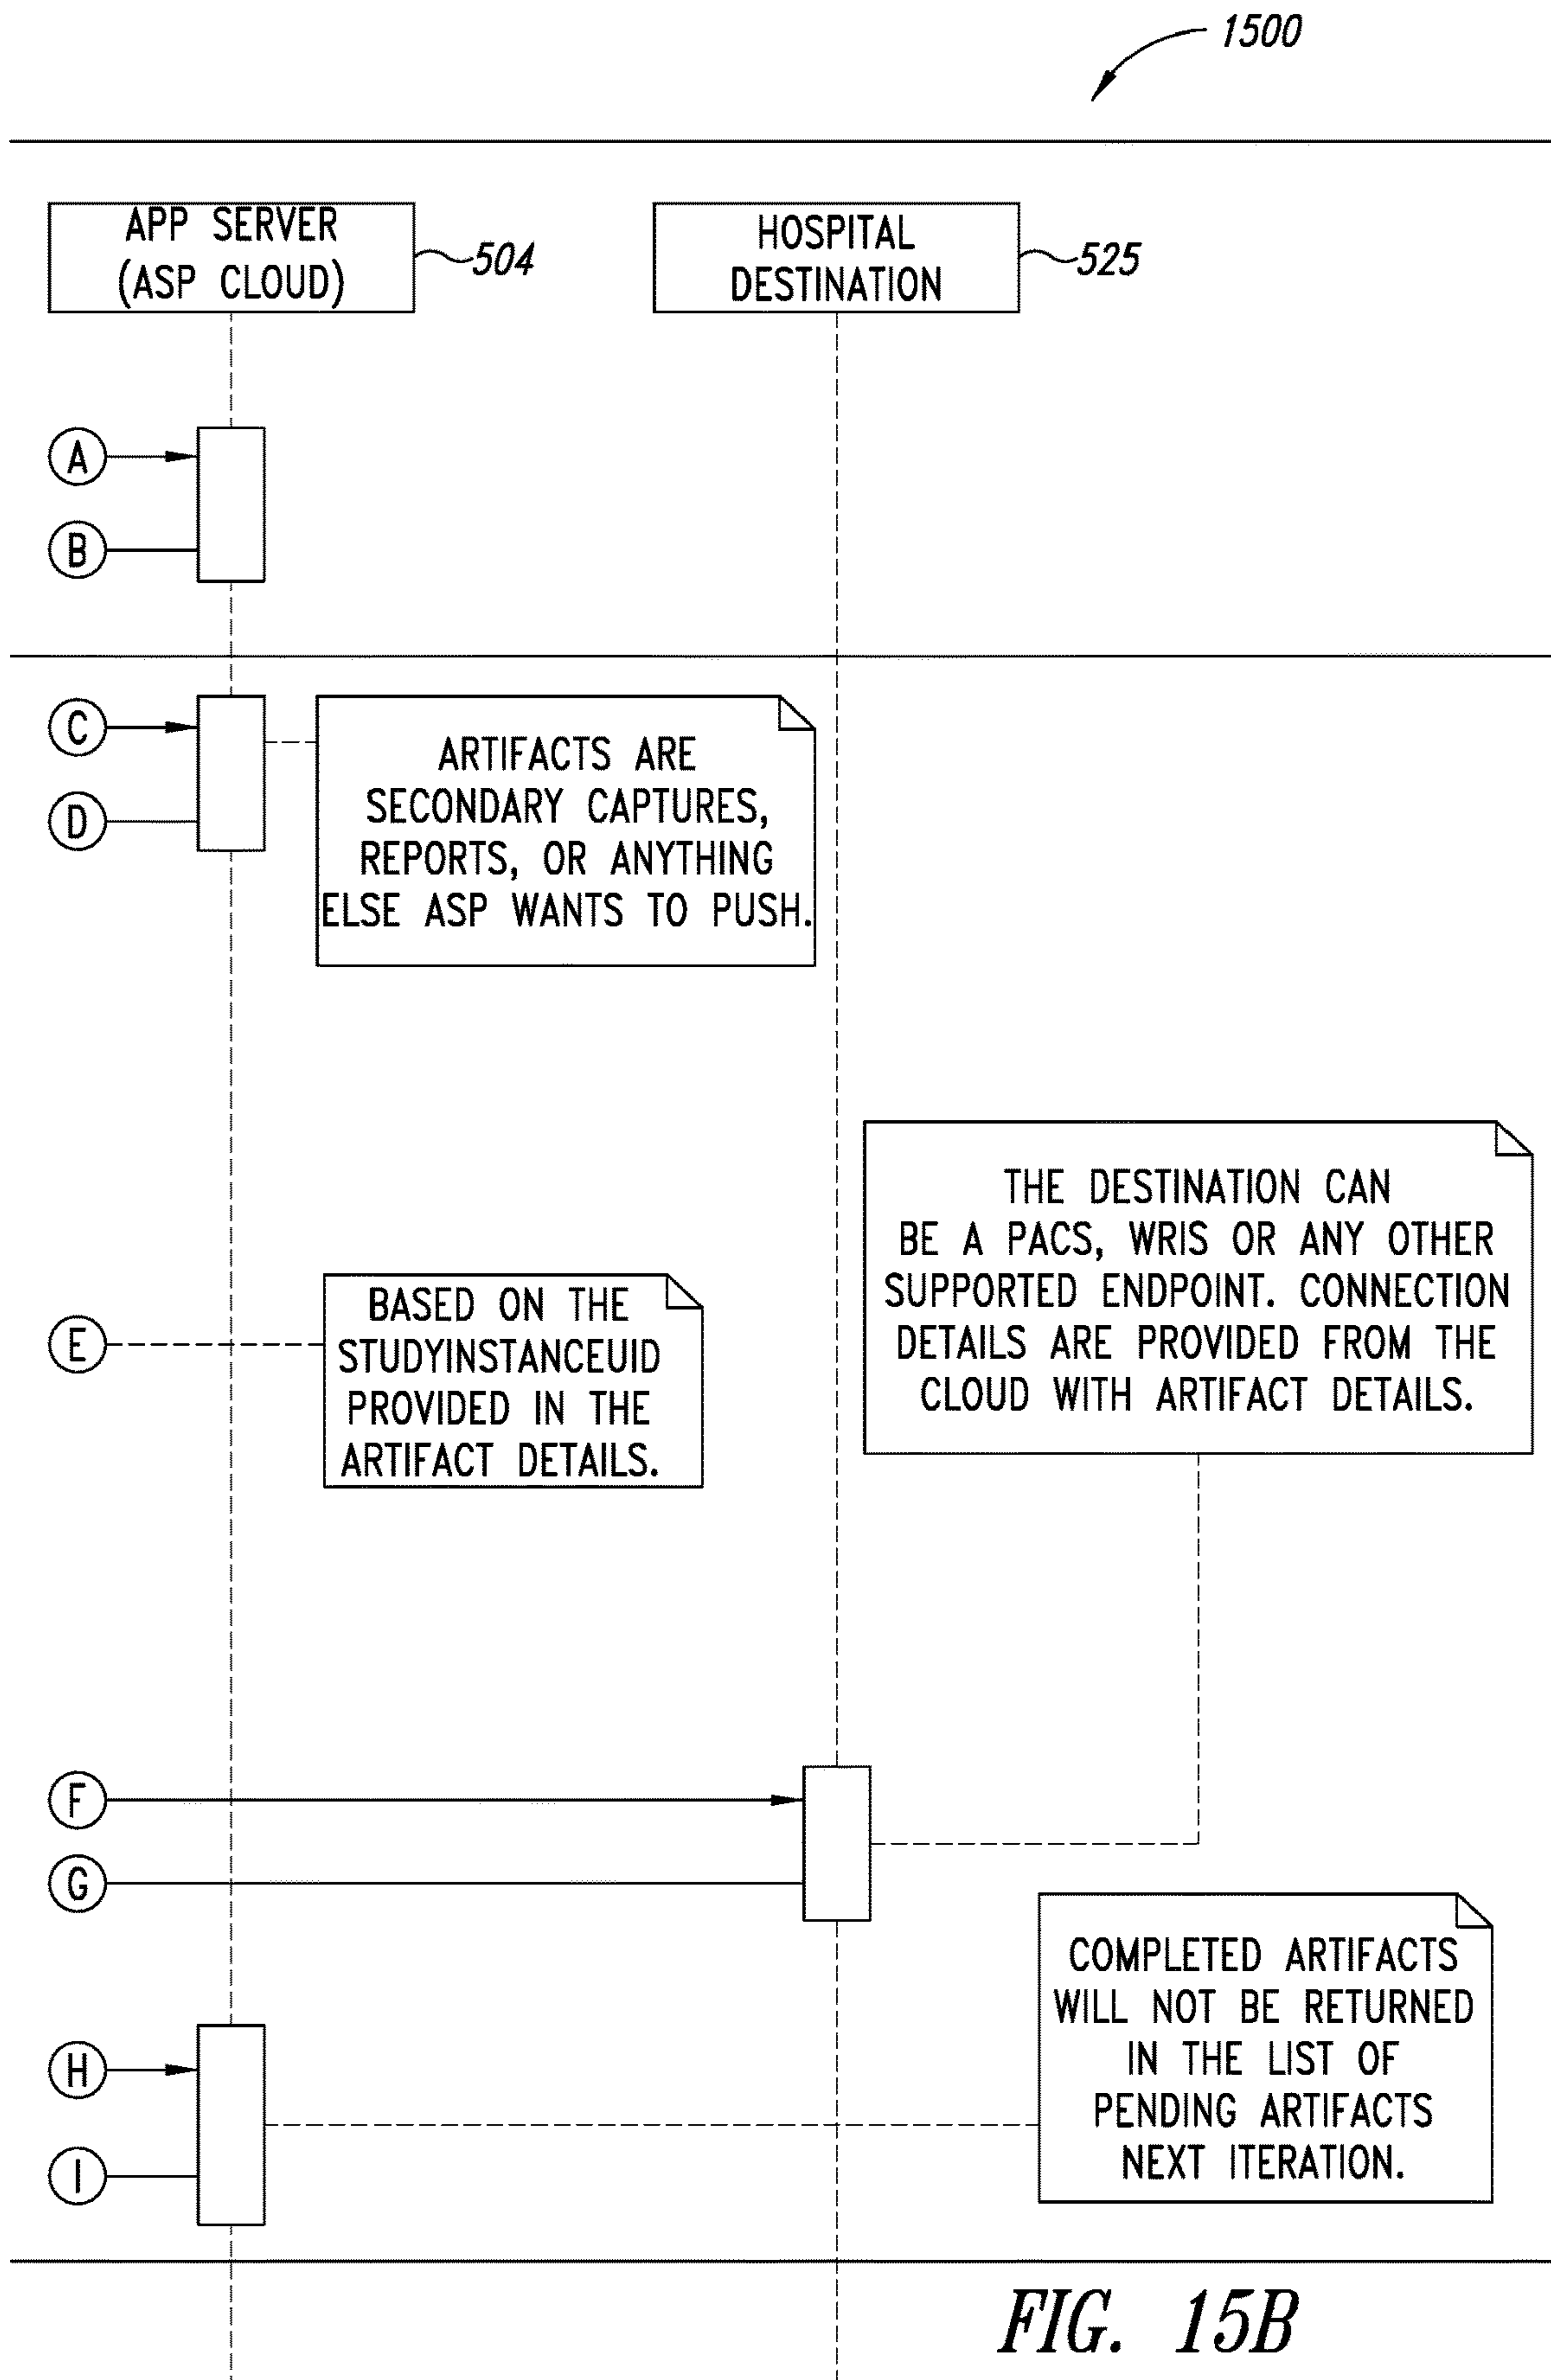 1500
APP SERVER
(ASP CLOUD)
504
HOSPITAL
DESTINATION
525
A
B
C
D
ARTIFACTS ARE
SECONDARY CAPTURES,
REPORTS, OR ANYTHING
ELSE ASP WANTS TO PUSH.
THE DESTINATION CAN
BE A PACS, WRIS OR ANY OTHER
SUPPORTED ENDPOINT. CONNECTION
DETAILS ARE PROVIDED FROM THE
CLOUD WITH ARTIFACT DETAILS.
E
BASED ON THE
STUDYINSTANCEUID
PROVIDED IN THE
ARTIFACT DETAILS.
F
G
COMPLETED ARTIFACTS
WILL NOT BE RETURNED
IN THE LIST OF
PENDING ARTIFACTS
NEXT ITERATION.
H
I
FIG. 15B